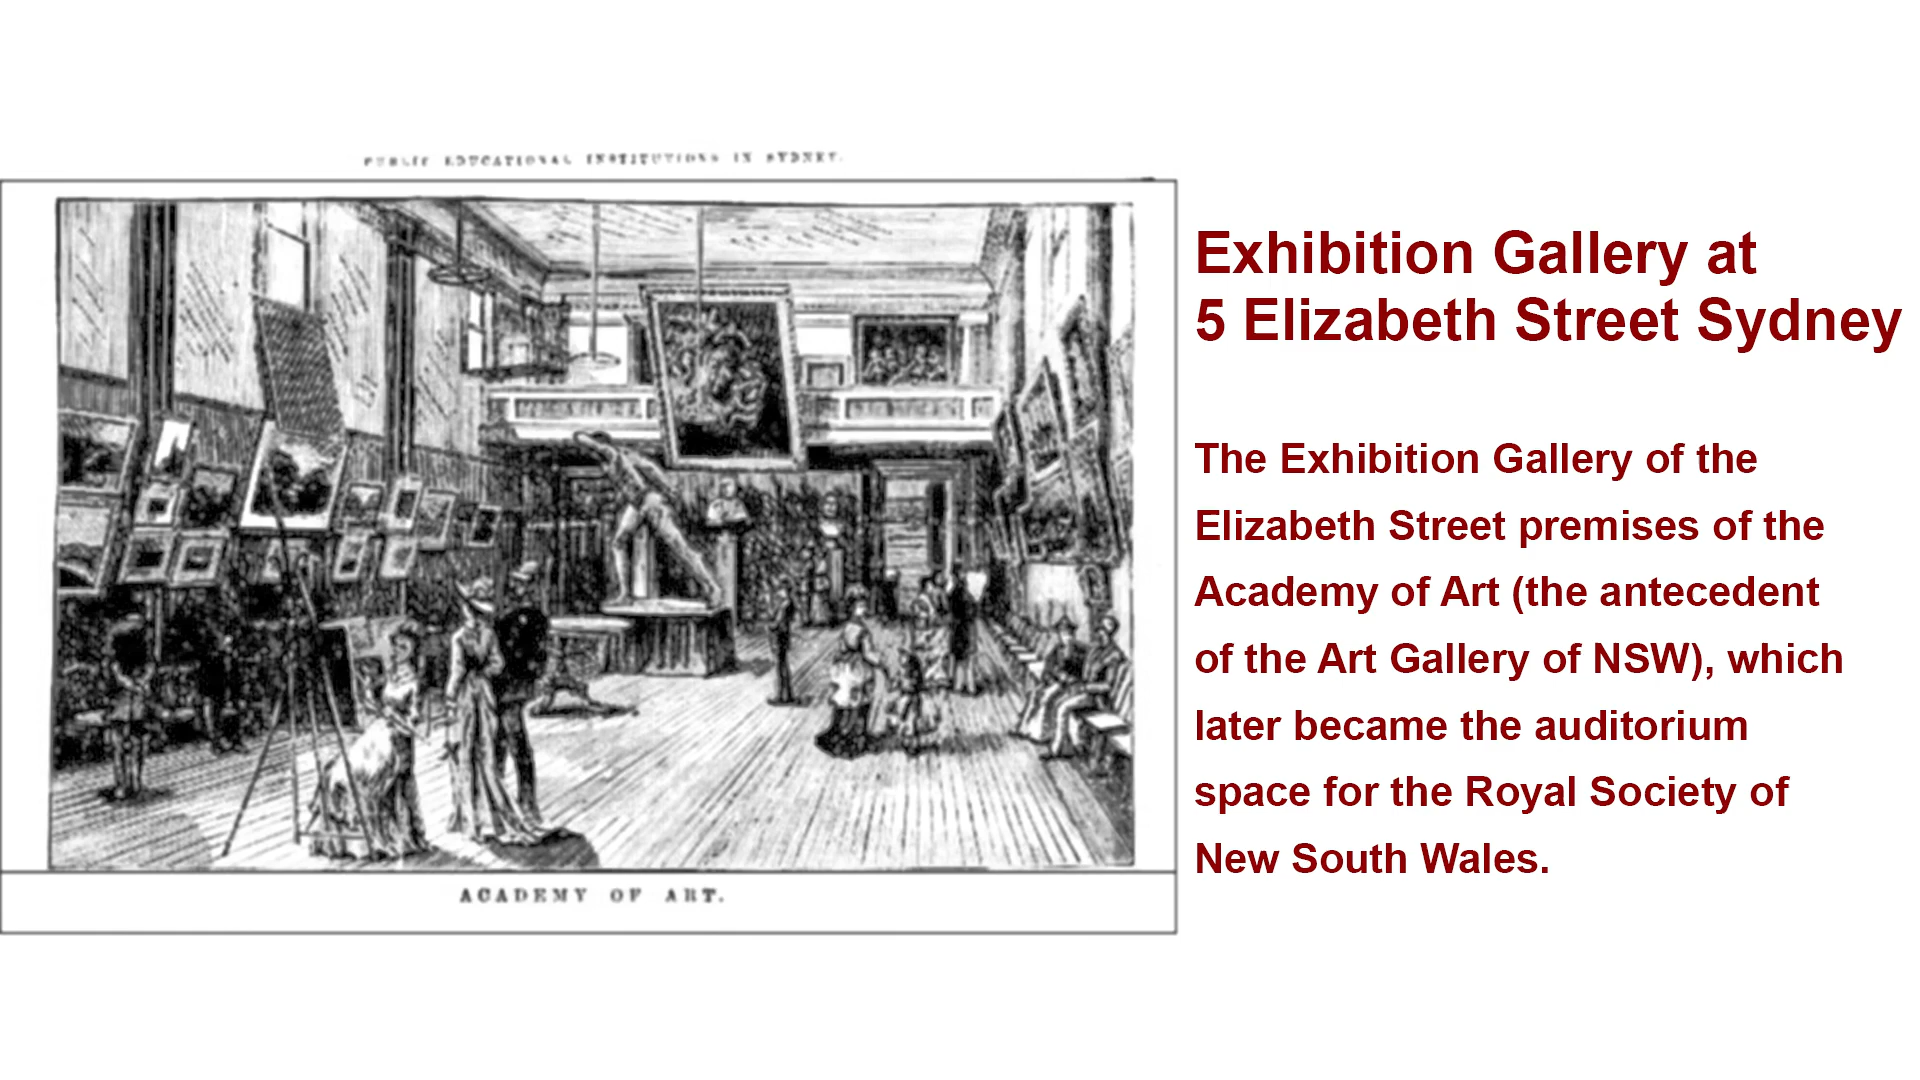 PUBLIC EDUCATIONAL INSTITUTIONS IN SYDNEY.
Exhibition Gallery at
5 Elizabeth Street Sydney
The Exhibition Gallery of the
Elizabeth Street premises of the
Academy of Art (the antecedent
of the Art Gallery of NSW), which
later became the auditorium
space for the Royal Society of
New South Wales.
ACADEMY OF ART.